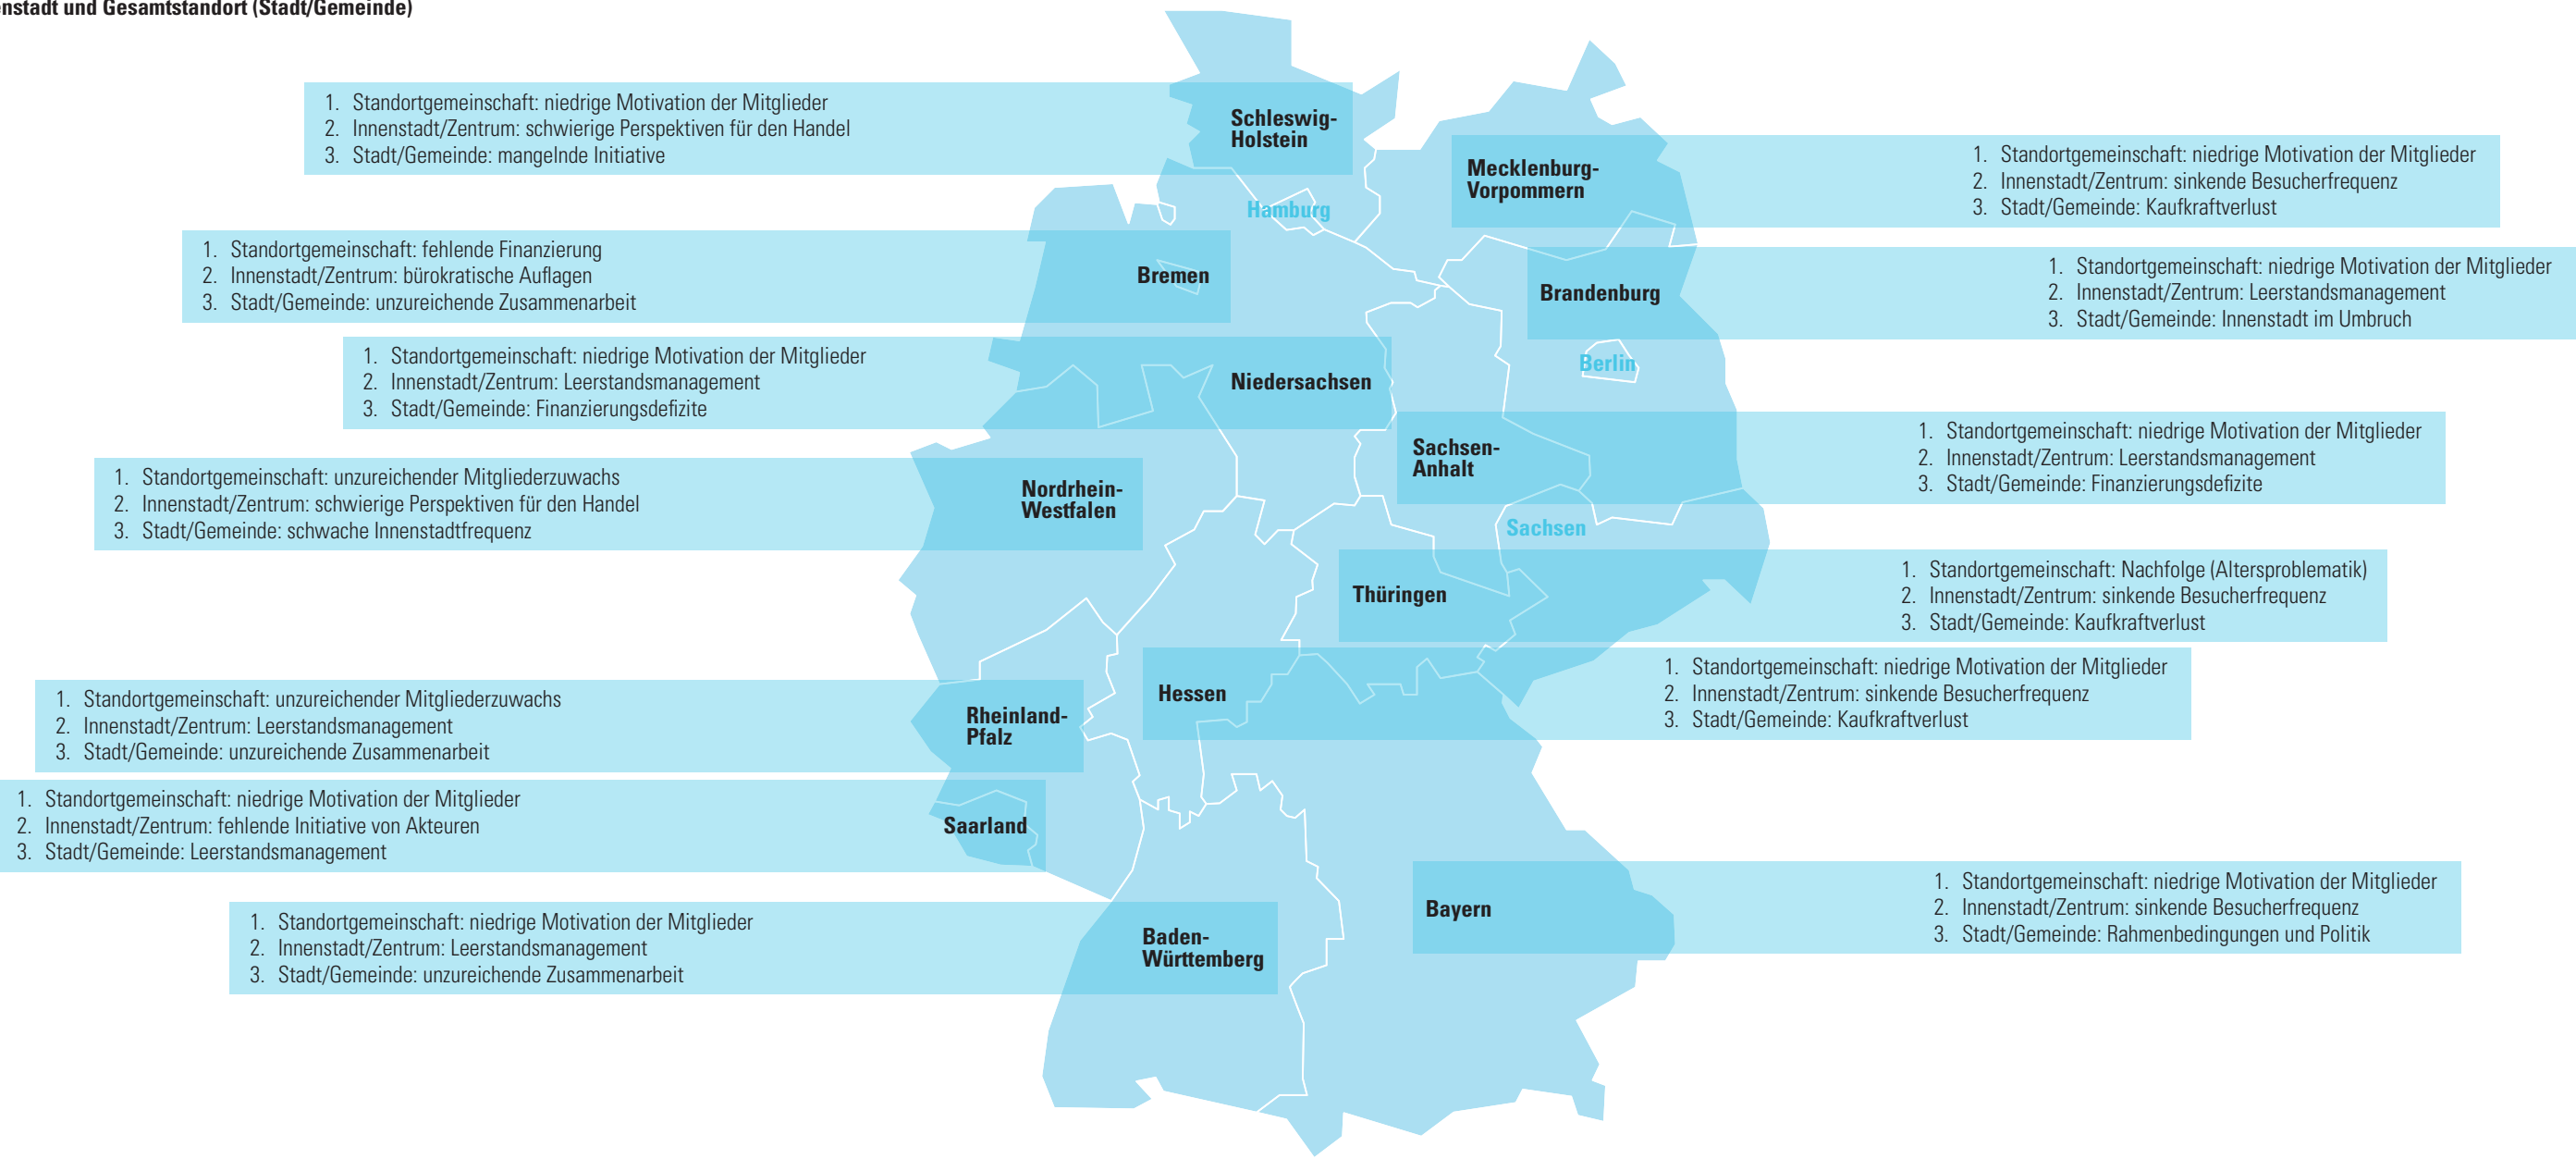 nstadt und Gesamtstandort (Stadt/Gemeinde)
1. Standortgemeinschaft: niedrige Motivation der Mitglieder
2. Innenstadt/Zentrum: schwierige Perspektiven für den Handel
3. Stadt/Gemeinde: mangelnde Initiative
Schleswig-
Holstein
Mecklenburg-
Vorpommern
1. Standortgemeinschaft: niedrige Motivation der Mitglieder
2. Innenstadt/Zentrum: sinkende Besucherfrequenz
3. Stadt/Gemeinde: Kaufkraftverlust
Hamburg
1. Standortgemeinschaft: fehlende Finanzierung
2. Innenstadt/Zentrum: bürokratische Auflagen
3. Stadt/Gemeinde: unzureichende Zusammenarbeit
Bremen
Brandenburg
1. Standortgemeinschaft: niedrige Motivation der Mitglieder
2. Innenstadt/Zentrum: Leerstandsmanagement
3. Stadt/Gemeinde: Innenstadt im Umbruch
1. Standortgemeinschaft: niedrige Motivation der Mitglieder
2. Innenstadt/Zentrum: Leerstandsmanagement
3. Stadt/Gemeinde: Finanzierungsdefizite
Niedersachsen
Berlin
Sachsen-
Anhalt
1. Standortgemeinschaft: niedrige Motivation der Mitglieder
2. Innenstadt/Zentrum: Leerstandsmanagement
3. Stadt/Gemeinde: Finanzierungsdefizite
1. Standortgemeinschaft: unzureichender Mitgliederzuwachs
2. Innenstadt/Zentrum: schwierige Perspektiven für den Handel
3. Stadt/Gemeinde: schwache Innenstadtfrequenz
Nordrhein-
Westfalen
Sachsen
Thüringen
1. Standortgemeinschaft: Nachfolge (Altersproblematik)
2. Innenstadt/Zentrum: sinkende Besucherfrequenz
3. Stadt/Gemeinde: Kaufkraftverlust
Hessen
1. Standortgemeinschaft: niedrige Motivation der Mitglieder
2. Innenstadt/Zentrum: sinkende Besucherfrequenz
3. Stadt/Gemeinde: Kaufkraftverlust
1. Standortgemeinschaft: unzureichender Mitgliederzuwachs
2. Innenstadt/Zentrum: Leerstandsmanagement
3. Stadt/Gemeinde: unzureichende Zusammenarbeit
Rheinland-
Pfalz
1. Standortgemeinschaft: niedrige Motivation der Mitglieder
2. Innenstadt/Zentrum: fehlende Initiative von Akteuren
3. Stadt/Gemeinde: Leerstandsmanagement
Saarland
Bayern
1. Standortgemeinschaft: niedrige Motivation der Mitglieder
2. Innenstadt/Zentrum: sinkende Besucherfrequenz
3. Stadt/Gemeinde: Rahmenbedingungen und Politik
1. Standortgemeinschaft: niedrige Motivation der Mitglieder
2. Innenstadt/Zentrum: Leerstandsmanagement
3. Stadt/Gemeinde: unzureichende Zusammenarbeit
Baden-
Württemberg